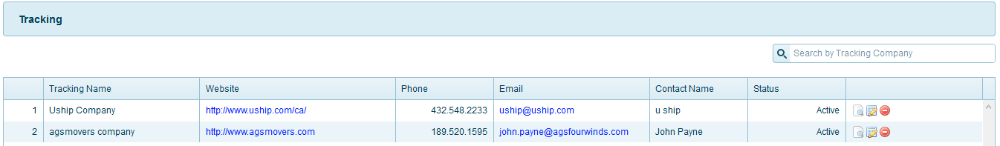 Tracking
Search by Tracking Company
Tracking Name Website Phone Email Contact Name Status
1 Uship Company http://www.uship.com/ca/ 432.548.2233 uship@uship.com u ship Active
2 agsmovers company http://www.agsmovers.com 189.520.1595 john.payne@agsfourwinds.com John Payne Active